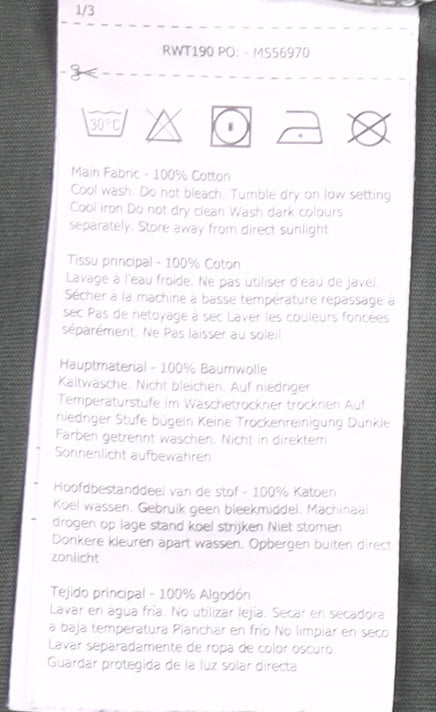 1/3
RWT190 PO: - MS56970
30°C
Main Fabric - 100% Cotton
Cool wash. Do not bleach. Tumble dry on low setting
Cool iron Do not dry clean Wash dark colours
separately. Store away from direct sunlight
Tissu principal - 100% Coton
Lavage à l'eau froide. Ne pas utiliser d'eau de javel.
Sécher à la machine à basse température repassage à
sec Pas de netoyage à sec Laver les couleurs foncées
séparément. Ne Pas laisser au soleil
Hauptmaterial - 100% Baumwolle
Kaltwäsche. Nicht bleichen. Auf niedriger
Temperaturstufe im Wäschetrockner trocknen Auf
niedriger Stufe bügeln Keine Trockenreinigung Dunkle
Farben getrennt waschen. Nicht in direktem
Sonnenlicht aufbewahren
Hoofdbestanddeel van de stof - 100% Katoen
Koel wassen. Gebruik geen bleekmiddel. Machinaal
drogen op lage stand koel strijken Niet stomen
Donkere kleuren apart wassen. Opbergen buiten direct
zonlicht
Tejido principal - 100% Algodón
Lavar en agua fría. No utilizar lejía. Secar en secadora
a baja temperatura Planchar en frío No limpiar en seco
Lavar separadamente de ropa de color oscuro.
Guardar protegida de la luz solar directa